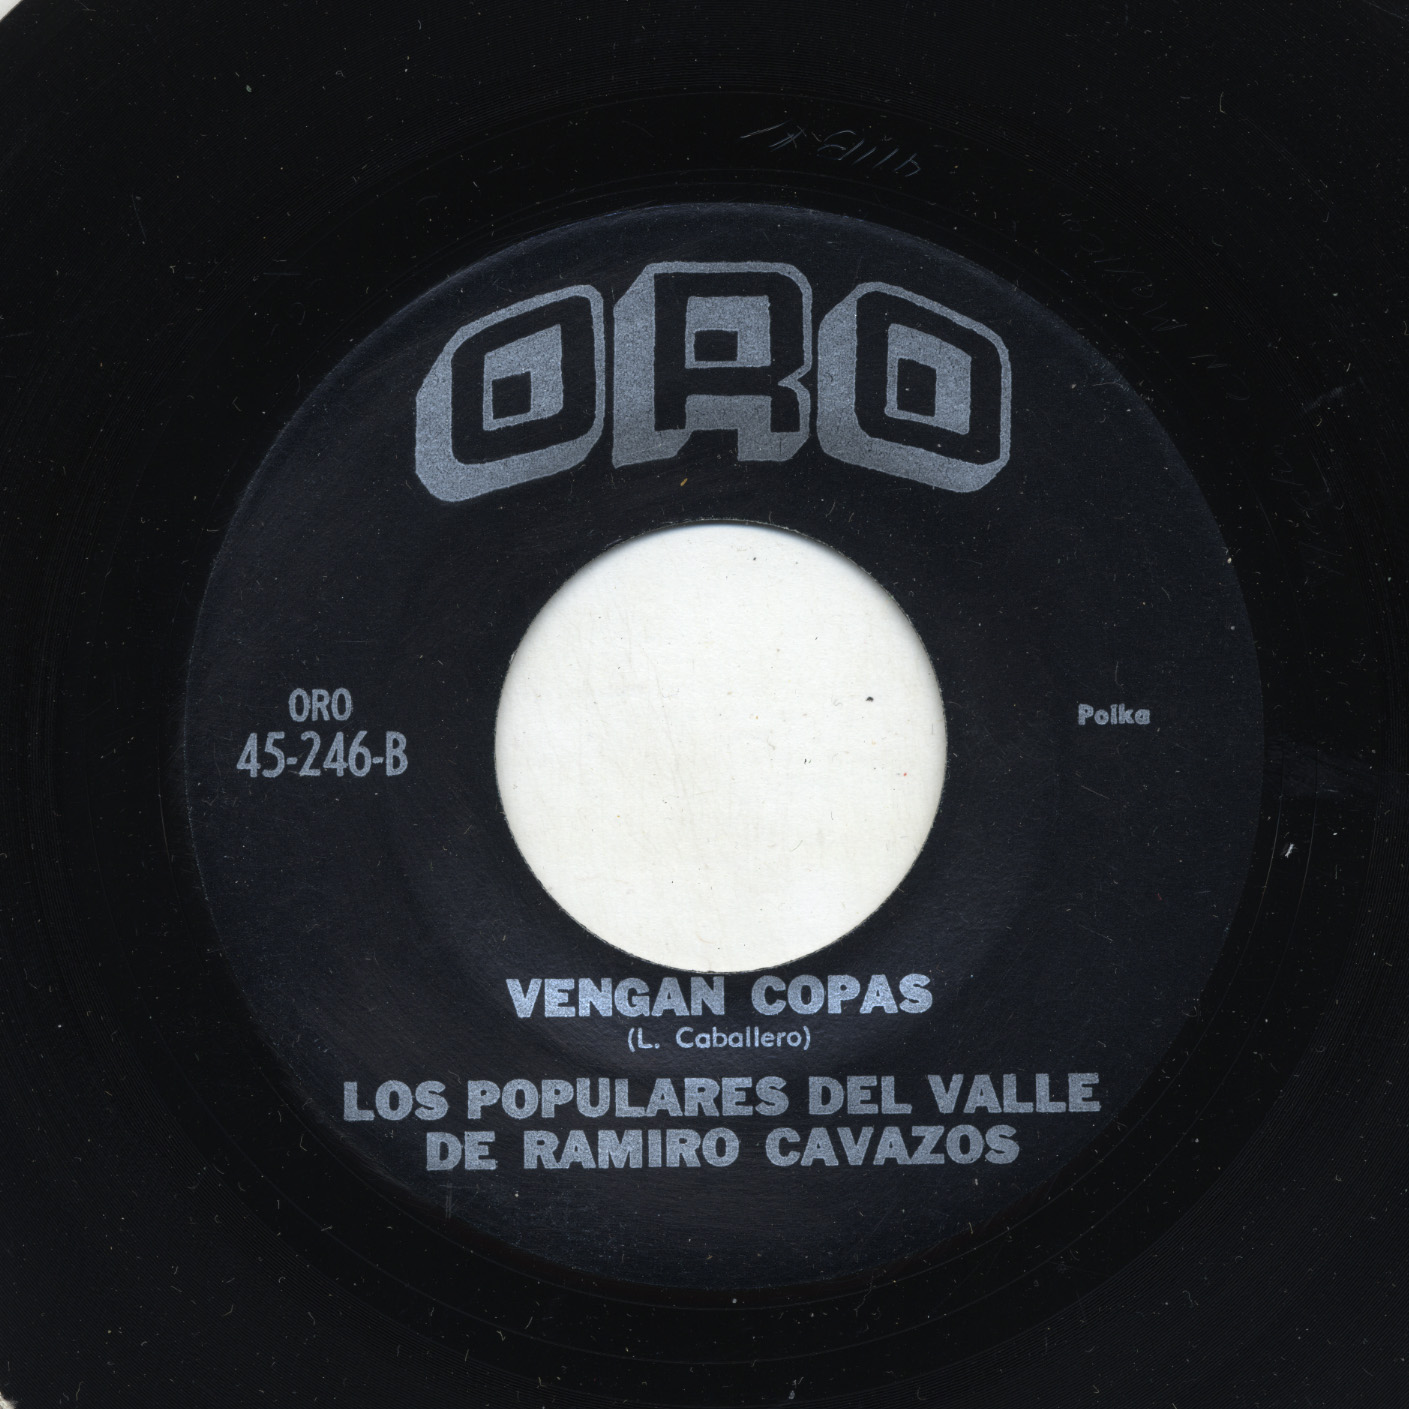 ORO
ORO
45-246-B
Polka
VENGAN COPAS
(L. Caballero)
LOS POPULARES DEL VALLE
DE RAMIRO CAVAZOS